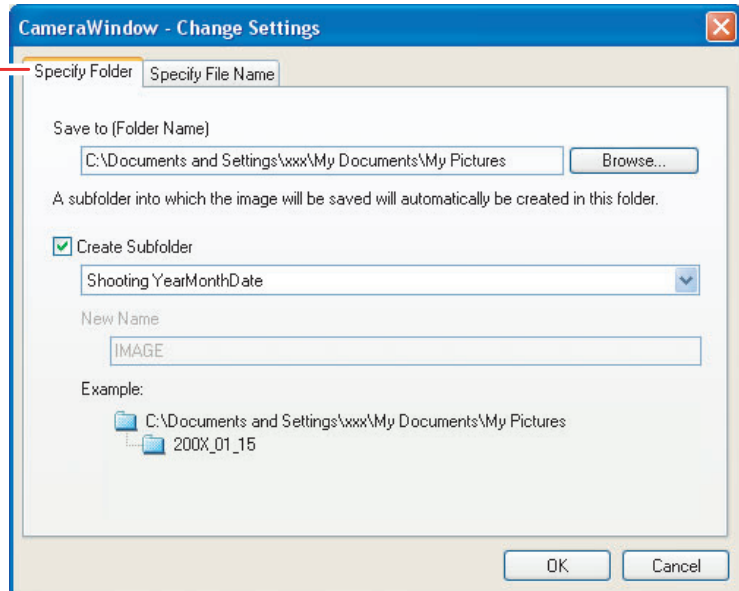 CameraWindow - Change Settings
Specify Folder
Specify File Name
Save to (Folder Name)
C:\Documents and Settings\xxx\My Documents\My Pictures
Browse...
A subfolder into which the image will be saved will automatically be created in this folder.
Create Subfolder
Shooting YearMonthDate
New Name
IMAGE
Example:
C:\Documents and Settings\xxx\My Documents\My Pictures
200X_01_15
OK
Cancel